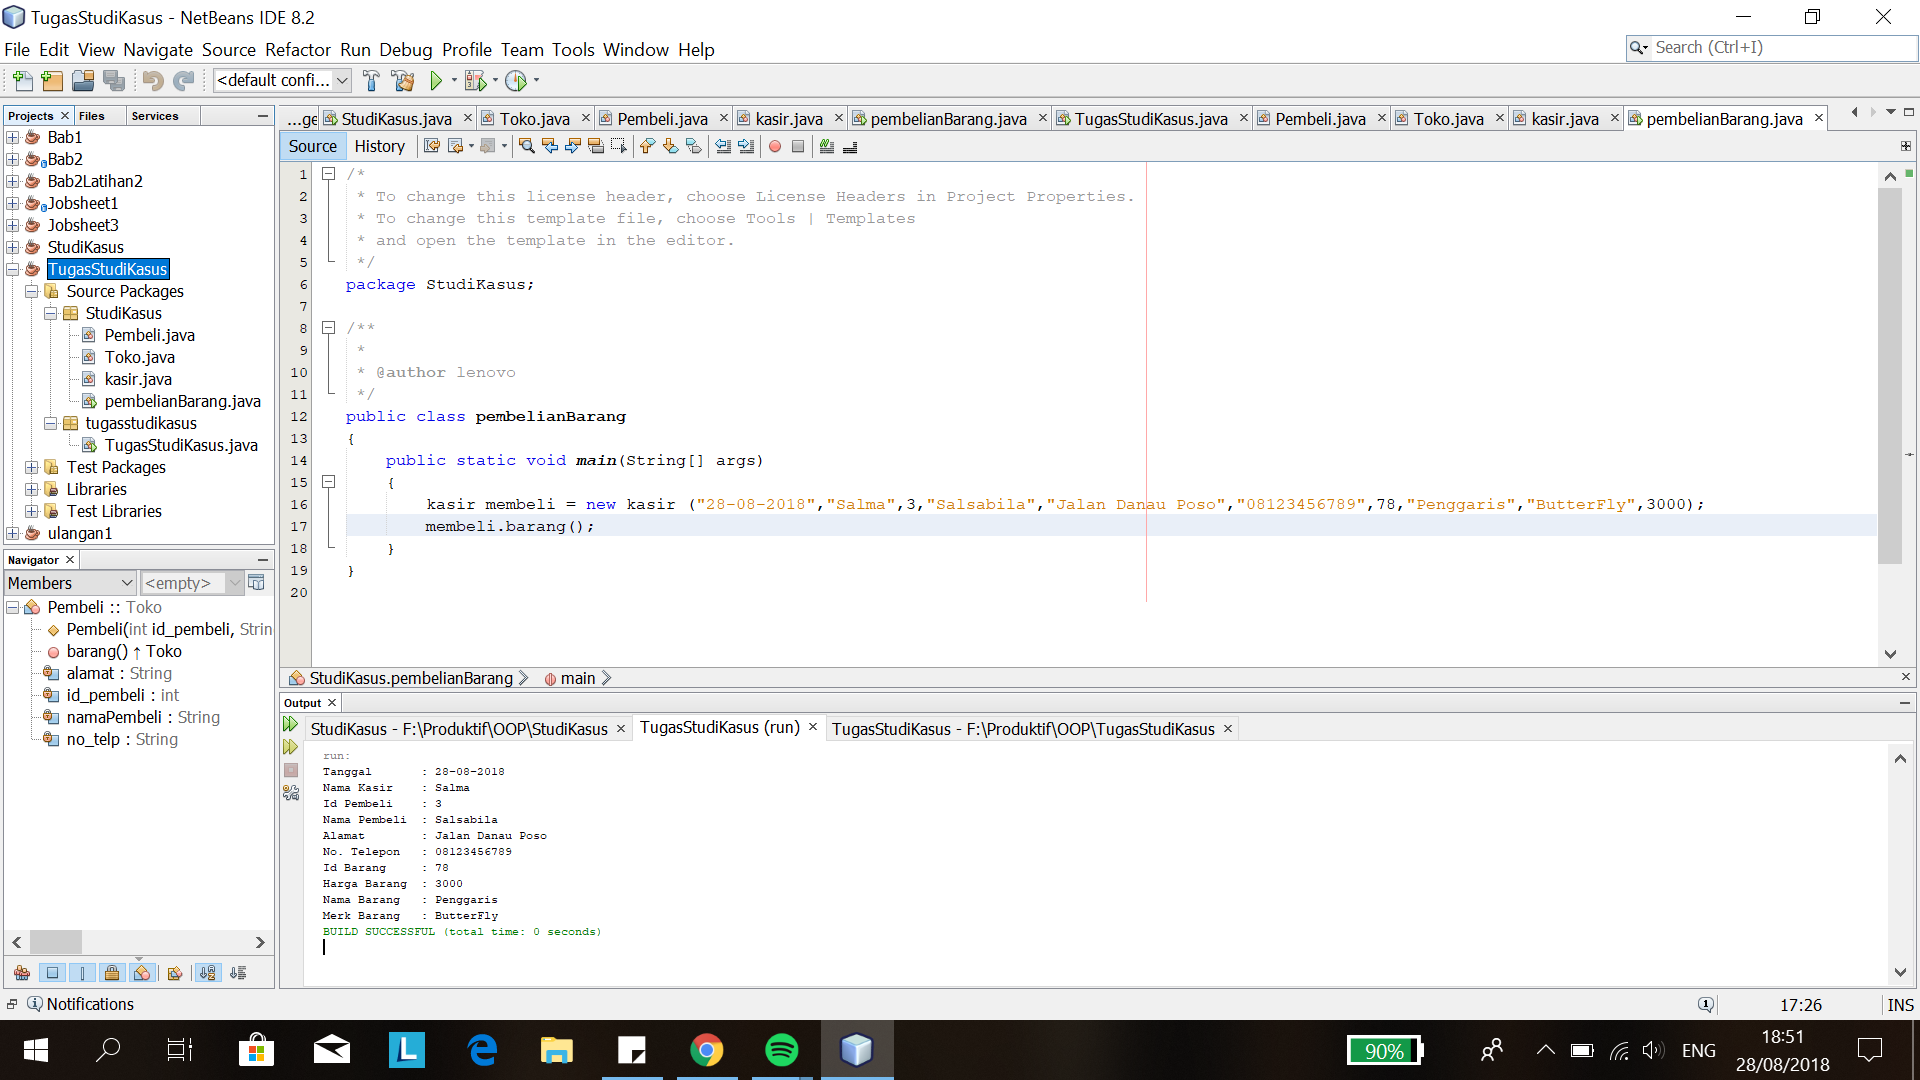 TugasStudiKasus - NetBeans IDE 8.2
File Edit View Navigate Source Refactor Run Debug Profile Team Tools Window Help
Search (Ctrl+I)
<default confi...
Projects Files Services
...ge StudiKasus.java Toko.java Pembeli.java kasir.java pembelianBarang.java TugasStudiKasus.java Pembeli.java Toko.java kasir.java pembelianBarang.java
Source History
Bab1
Bab2
Bab2Latihan2
Jobsheet1
Jobsheet3
StudiKasus
TugasStudiKasus
Source Packages
StudiKasus
Pembeli.java
Toko.java
kasir.java
pembelianBarang.java
tugasstudikasus
TugasStudiKasus.java
Test Packages
Libraries
Test Libraries
ulangan1
1 /*
2 * To change this license header, choose License Headers in Project Properties.
3 * To change this template file, choose Tools | Templates
4 * and open the template in the editor.
5 */
6 package StudiKasus;
7
8 /**
9 *
10 * @author lenovo
11 */
12 public class pembelianBarang
13 {
14 public static void main(String[] args)
15 {
16 kasir membeli = new kasir ("28-08-2018","Salma",3,"Salsabila","Jalan Danau Poso","08123456789",78,"Penggaris","ButterFly",3000);
17 membeli.barang();
18 }
19 }
20
StudiKasus.pembelianBarang main
Navigator
Members <empty>
Pembeli :: Toko
Pembeli(int id_pembeli, Strin
barang() ↑ Toko
alamat : String
id_pembeli : int
namaPembeli : String
no_telp : String
Output
StudiKasus - F:\Produktif\OOP\StudiKasus TugasStudiKasus (run) TugasStudiKasus - F:\Produktif\OOP\TugasStudiKasus
run:
Tanggal : 28-08-2018
Nama Kasir : Salma
Id Pembeli : 3
Nama Pembeli : Salsabila
Alamat : Jalan Danau Poso
No. Telepon : 08123456789
Id Barang : 78
Harga Barang : 3000
Nama Barang : Penggaris
Merk Barang : ButterFly
BUILD SUCCESSFUL (total time: 0 seconds)
Notifications
17:26 INS
L
90%
ENG
18:51
28/08/2018